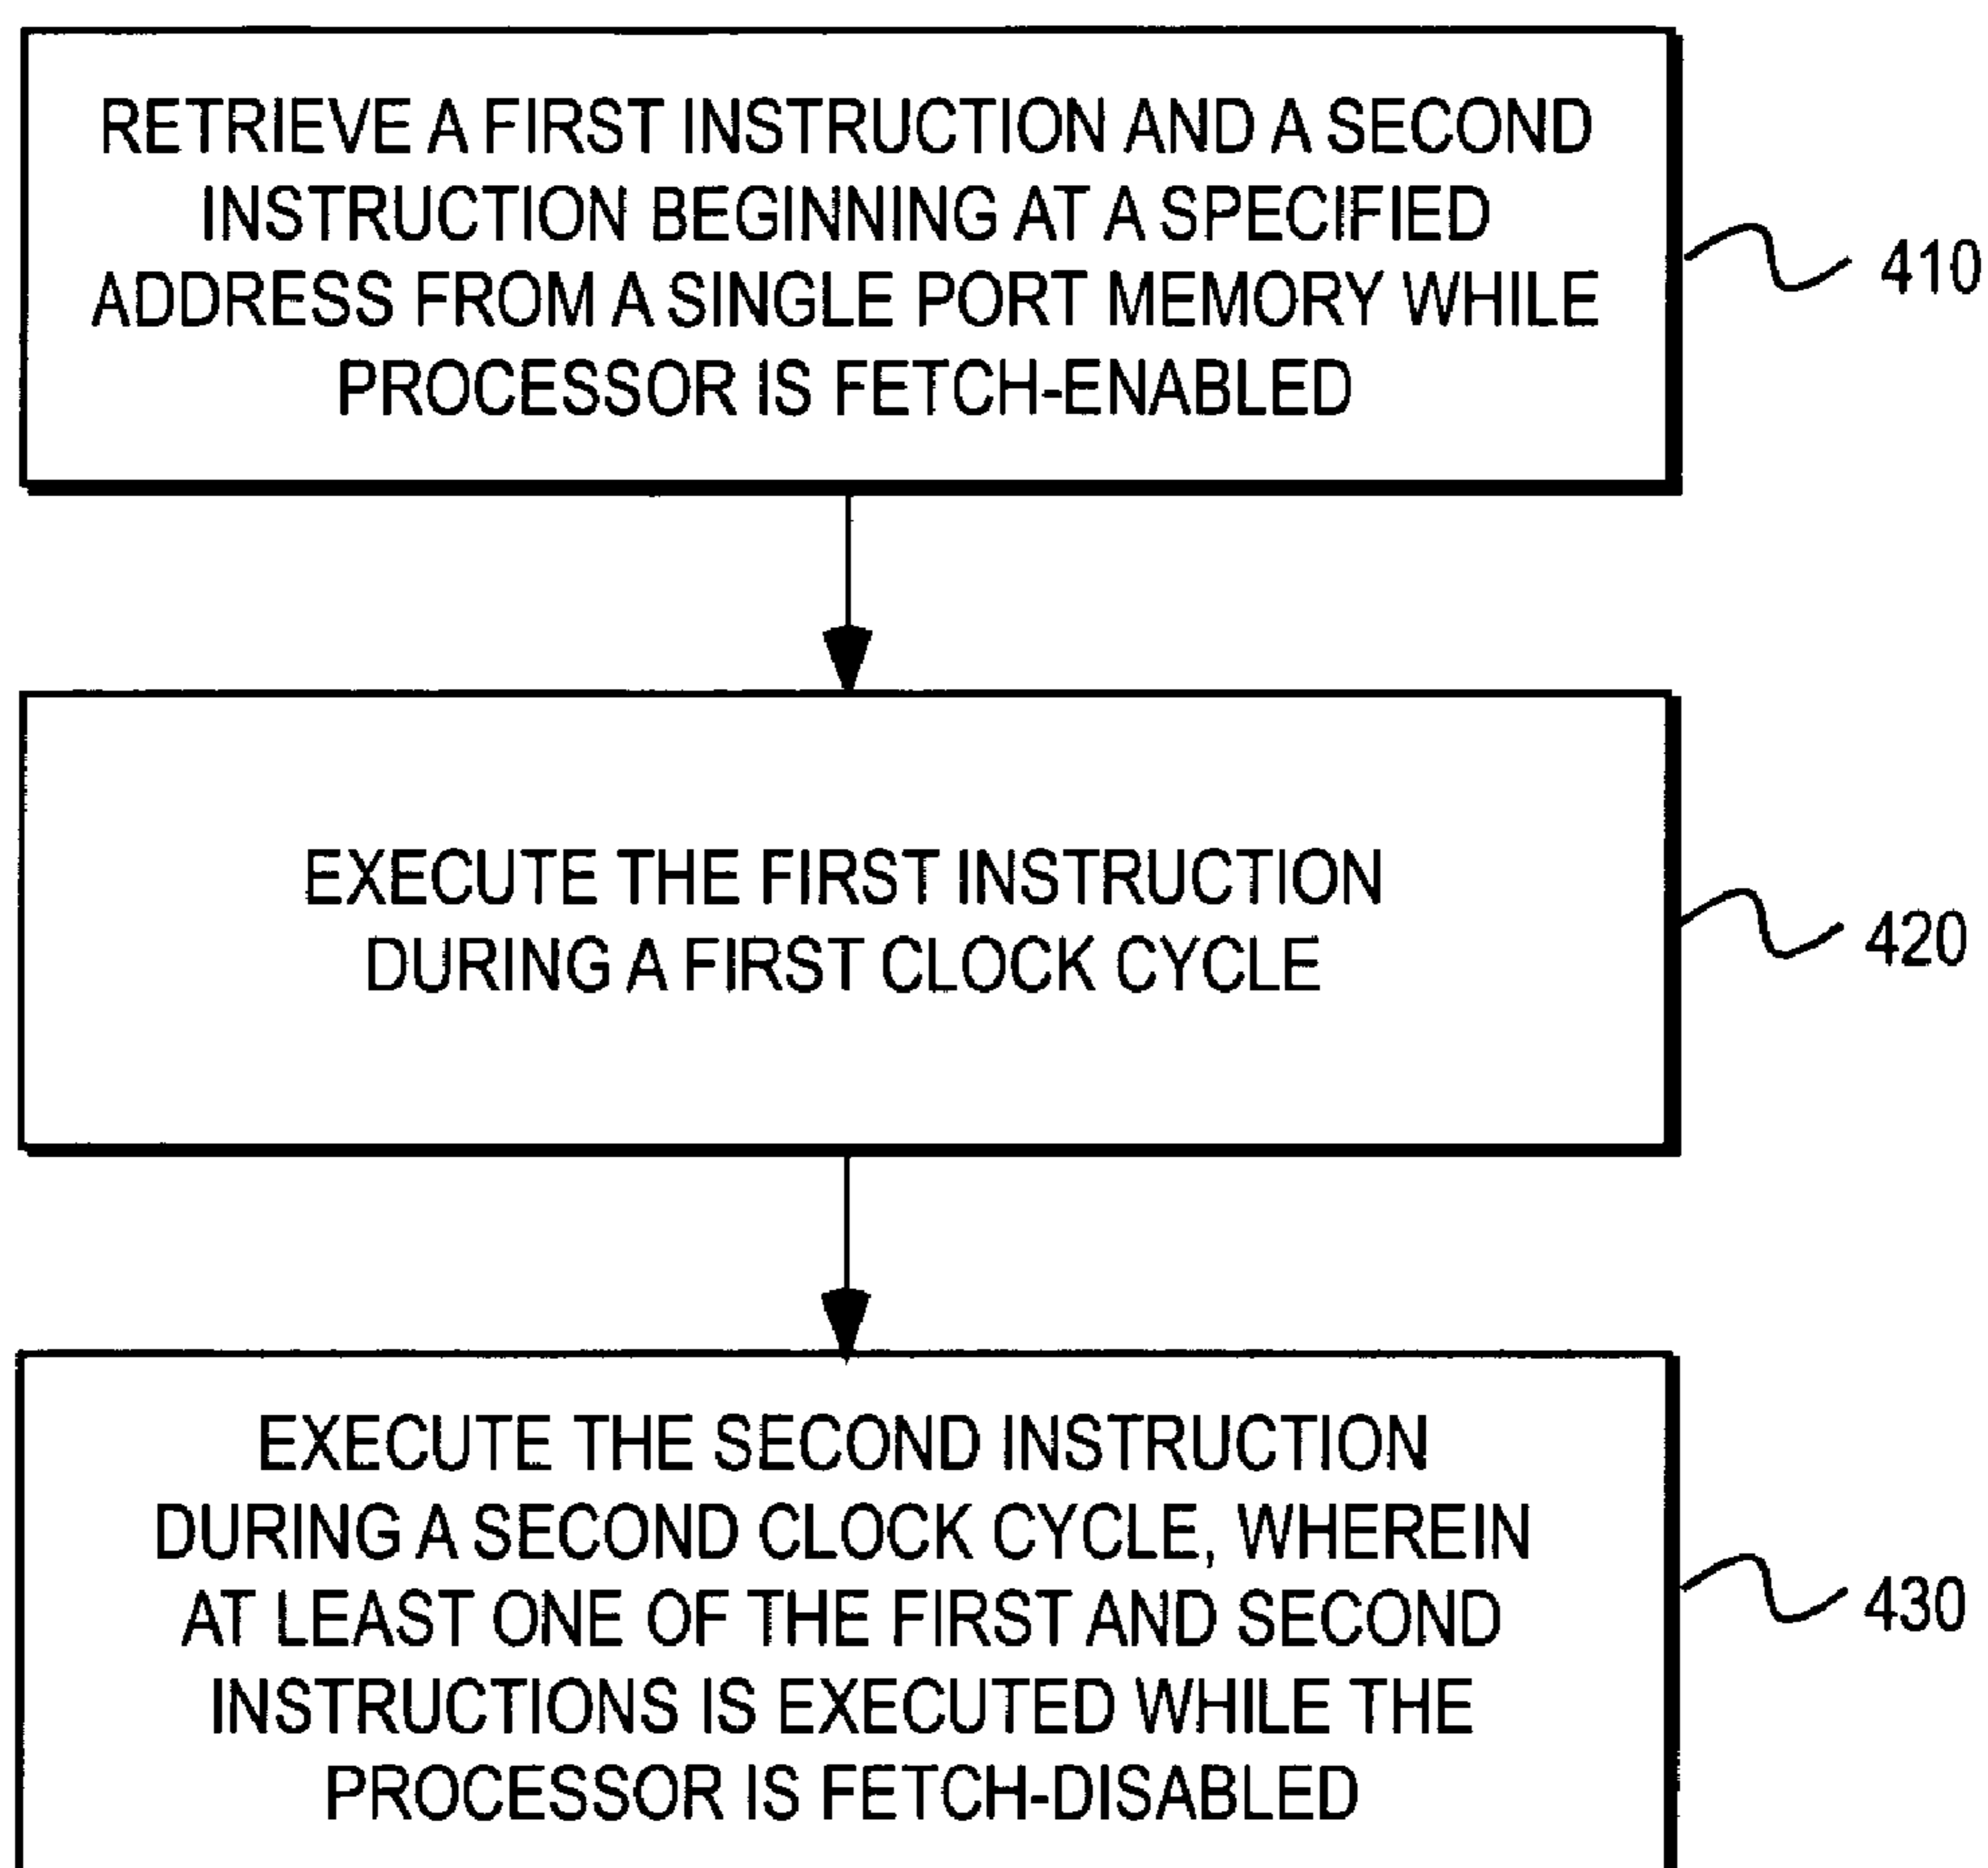 RETRIEVE A FIRST INSTRUCTION AND A SECOND
INSTRUCTION BEGINNING AT A SPECIFIED
ADDRESS FROM A SINGLE PORT MEMORY WHILE
PROCESSOR IS FETCH-ENABLED
410
EXECUTE THE FIRST INSTRUCTION
DURING A FIRST CLOCK CYCLE
420
EXECUTE THE SECOND INSTRUCTION
DURING A SECOND CLOCK CYCLE, WHEREIN
AT LEAST ONE OF THE FIRST AND SECOND
INSTRUCTIONS IS EXECUTED WHILE THE
PROCESSOR IS FETCH-DISABLED
430